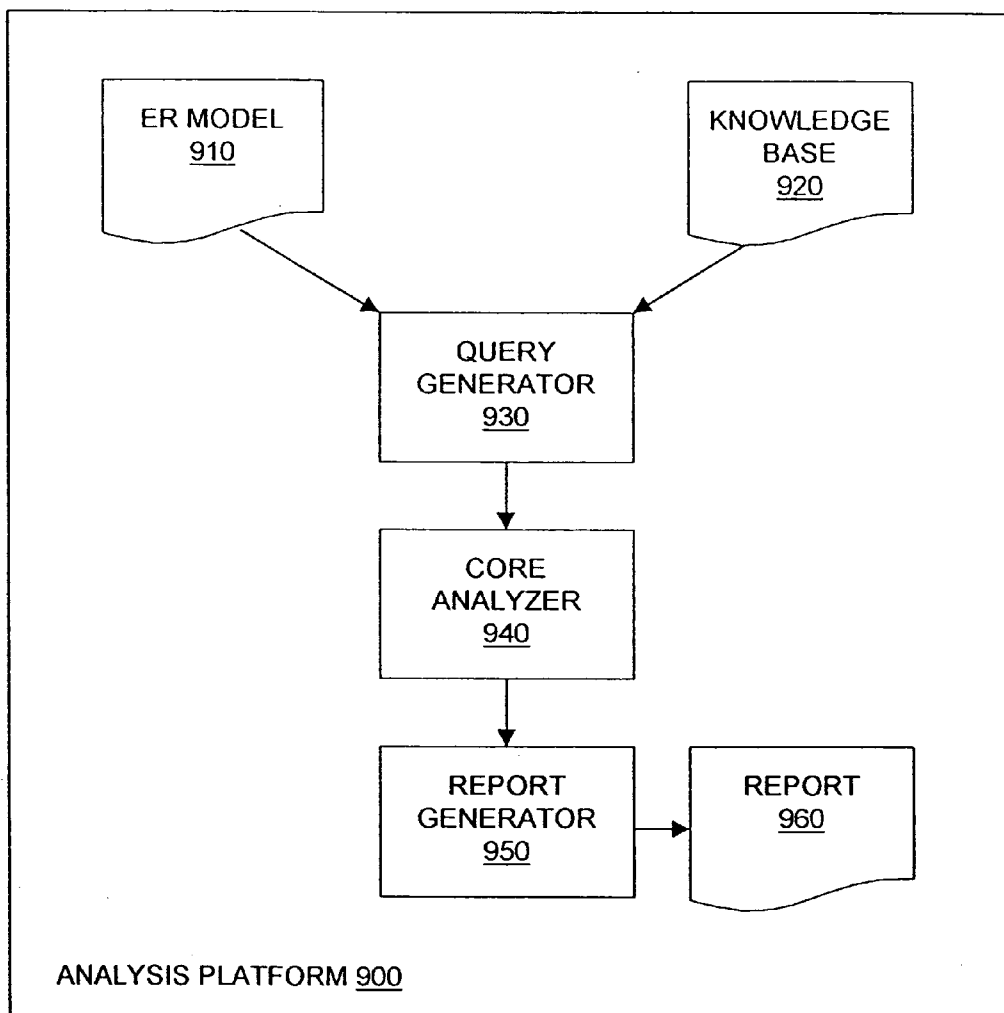 ER MODEL
910
KNOWLEDGE
BASE
920
QUERY
GENERATOR
930
CORE
ANALYZER
940
REPORT
GENERATOR
950
REPORT
960
ANALYSIS PLATFORM 900